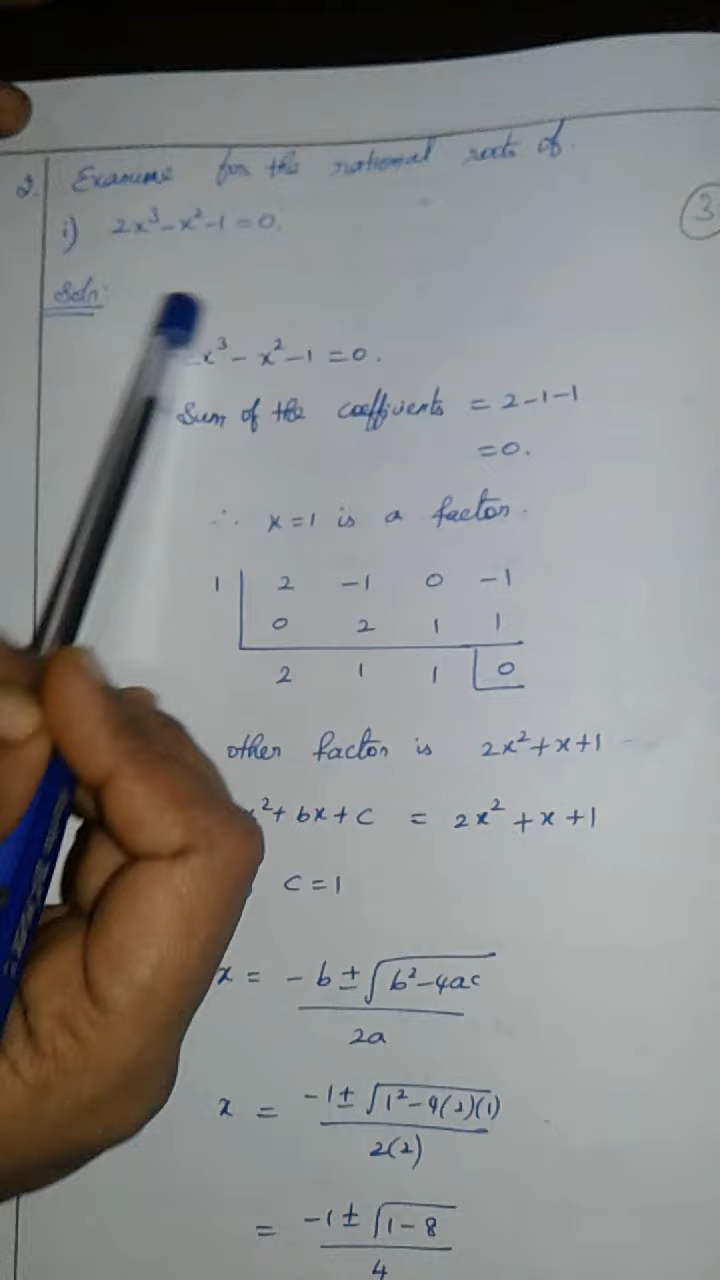 2. Examine for the rational roots of.
i) 2x³-x²-1=0.
3
Soln:
x³ - x² -1 =0.
Sum of the coefficients = 2-1-1
=0.
∴ x=1 is a factor.
1 | 2 -1 0 -1
0 2 1 1
2 1 1 |0
other factor is 2x²+x+1
x²+ bx+c = 2x² +x+1
c=1
x = -b±√b²-4ac
2a
x = -1±√1²-4(2)(1)
2(2)
= -1±√1-8
4